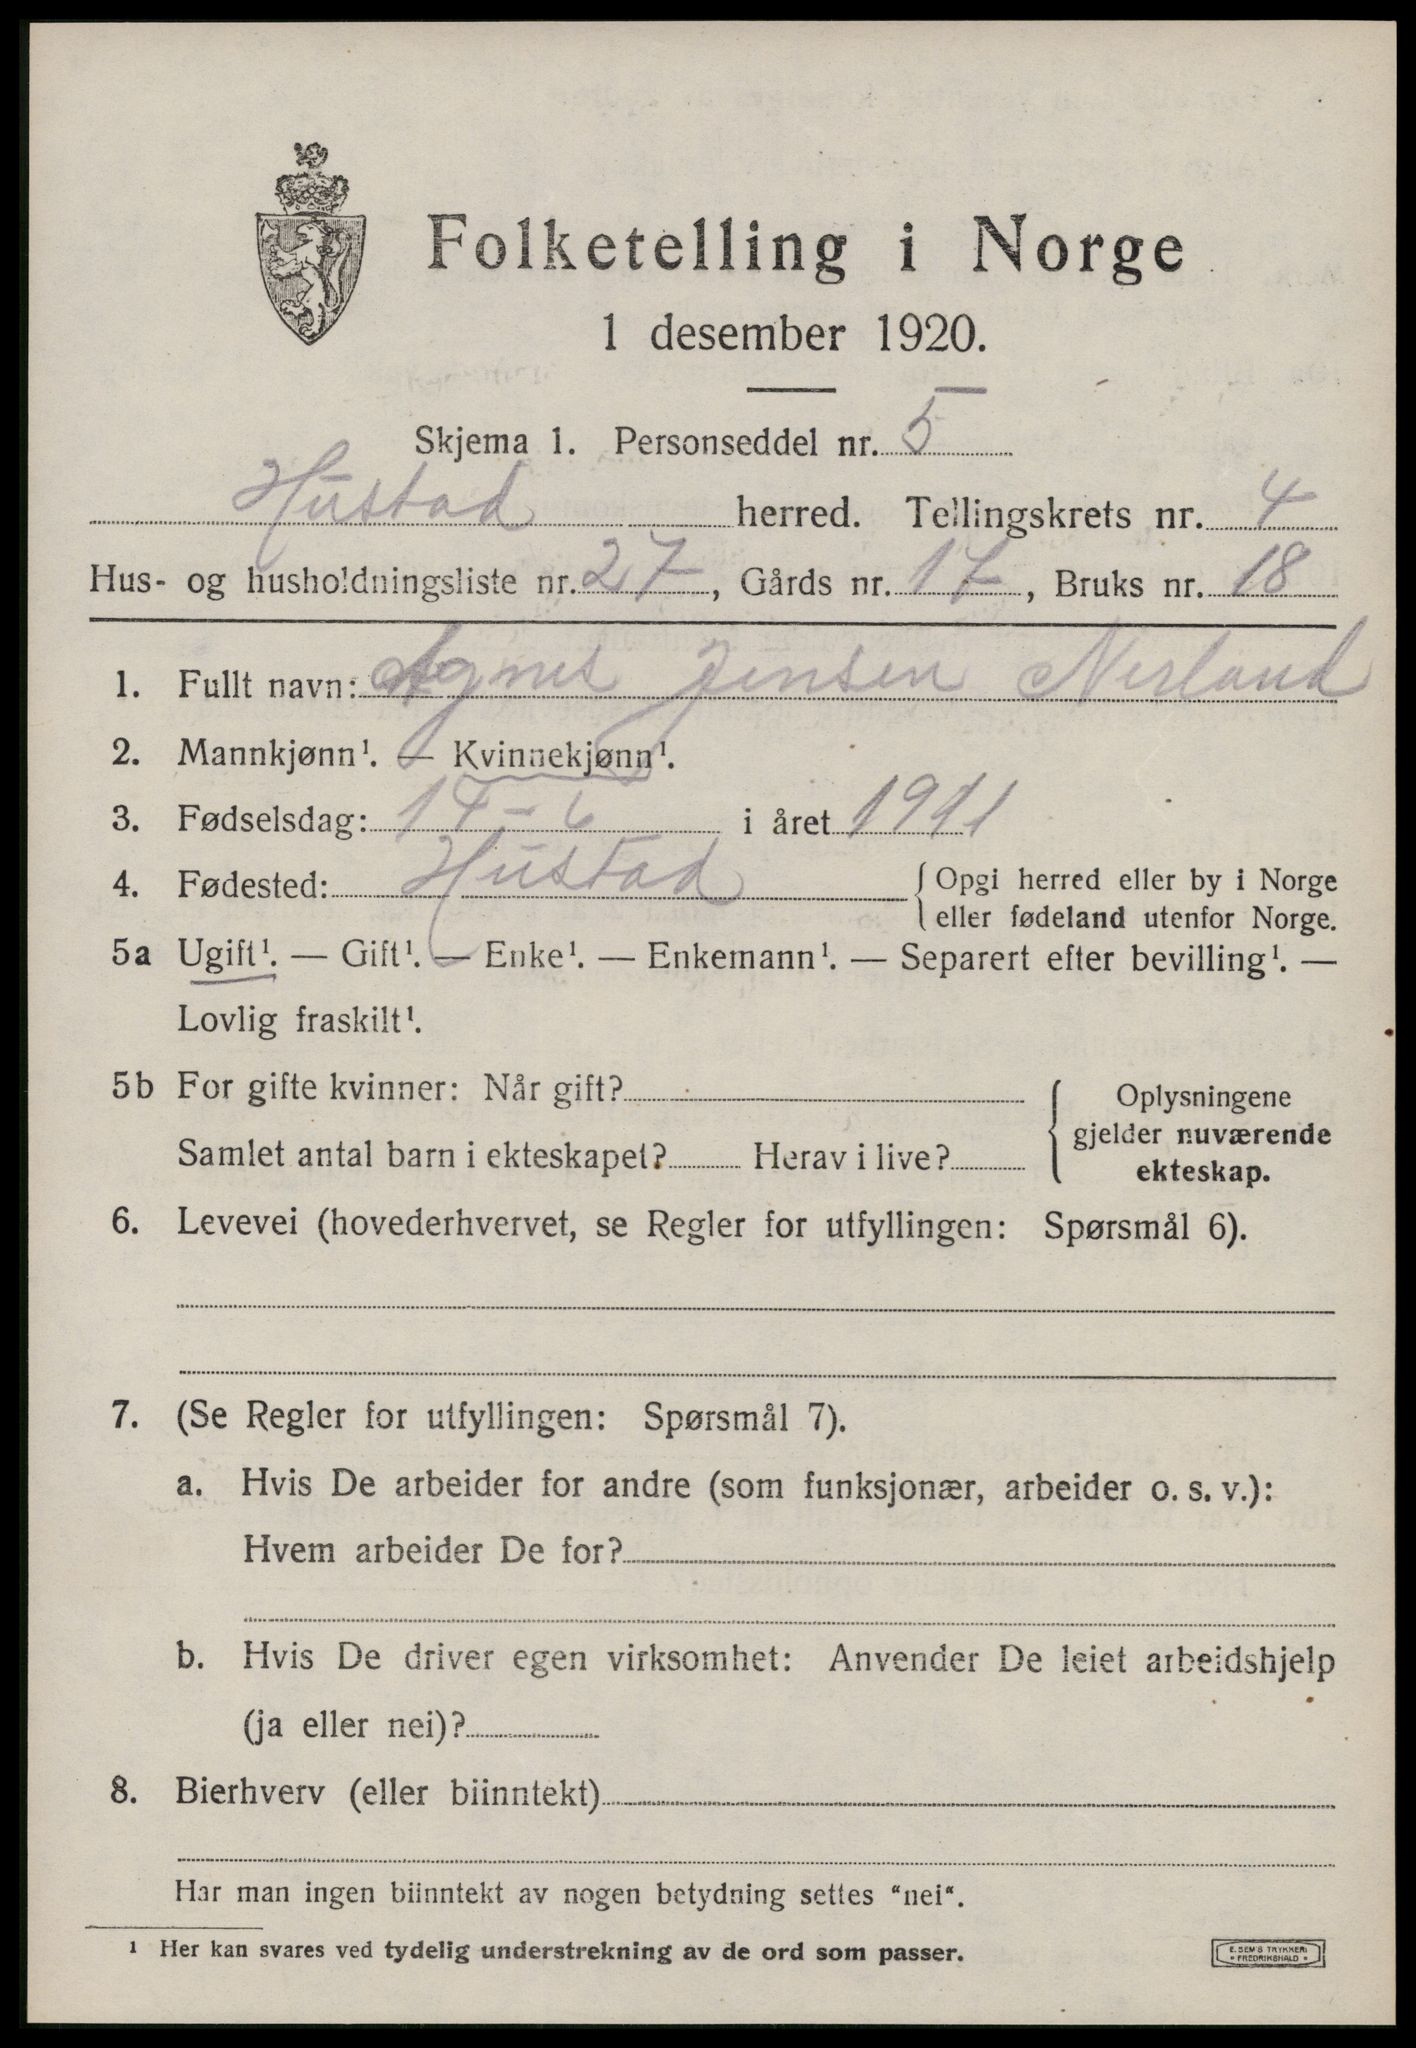 Folketelling i Norge
1 desember 1920.
Skjema 1. Personseddel nr. 5
Hustad herred. Tellingskrets nr. 4
Hus- og husholdningsliste nr. 27, Gårds nr. 17, Bruks nr. 18
1. Fullt navn: Agnes Jensen Nerland
2. Mannkjønn¹. — Kvinnekjønn¹.
3. Fødselsdag: 14-6 i året 1911
4. Fødested: Hustad { Opgi herred eller by i Norge
eller fødeland utenfor Norge.
5a Ugift¹. — Gift¹. — Enke¹. — Enkemann¹. — Separert efter bevilling¹. —
Lovlig fraskilt¹.
5b For gifte kvinner: Når gift?
Samlet antal barn i ekteskapet? Herav i live?
Oplysningene
gjelder nuværende
ekteskap.
6. Levevei (hovederhvervet, se Regler for utfyllingen: Spørsmål 6).
7. (Se Regler for utfyllingen: Spørsmål 7).
a. Hvis De arbeider for andre (som funksjonær, arbeider o. s. v.):
Hvem arbeider De for?
b. Hvis De driver egen virksomhet: Anvender De leiet arbeidshjelp
(ja eller nei)?
8. Bierhverv (eller biinntekt)
Har man ingen biinntekt av nogen betydning settes "nei".
¹ Her kan svares ved tydelig understrekning av de ord som passer.
E. SEM'S TRYKKERI
• FREDRIKSHALD •